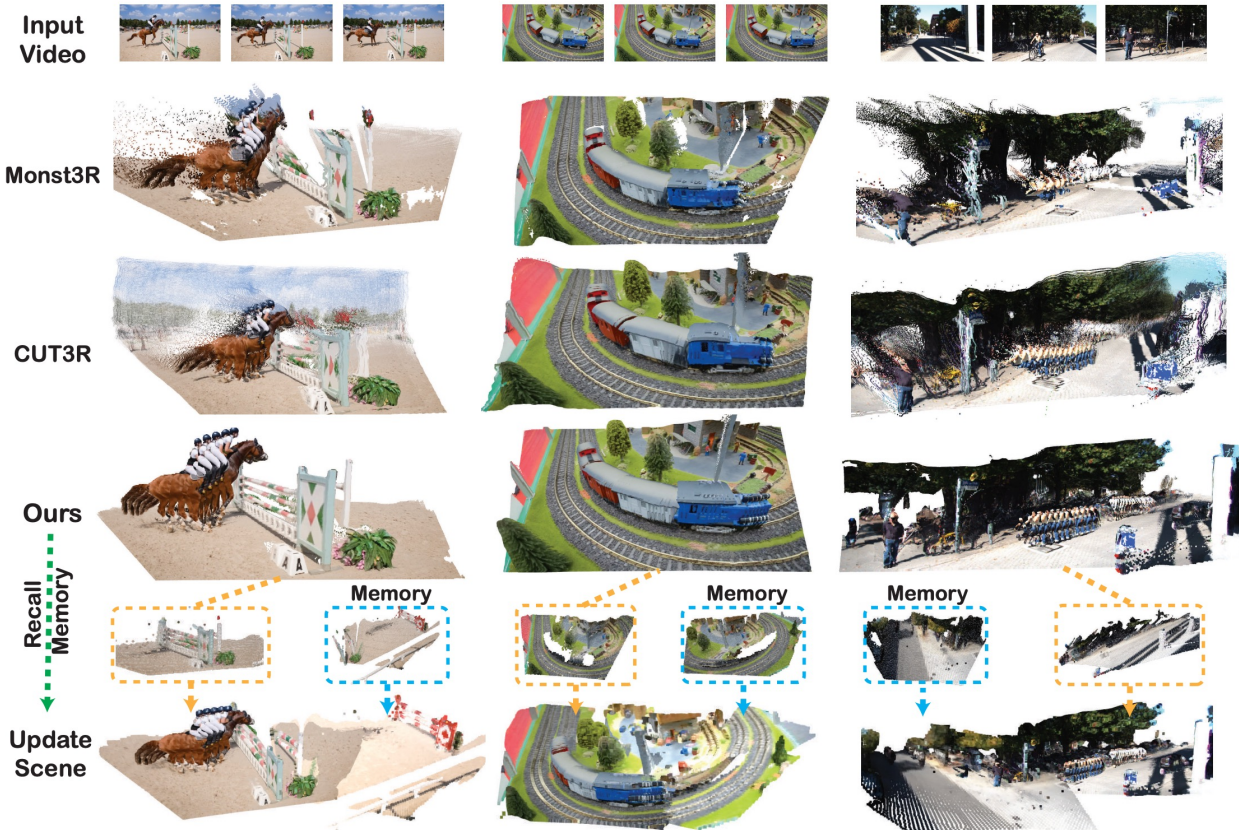 Input
Video
Monst3R
CUT3R
Ours
A
Recall
Memory
Memory
Memory
Memory
Update
Scene